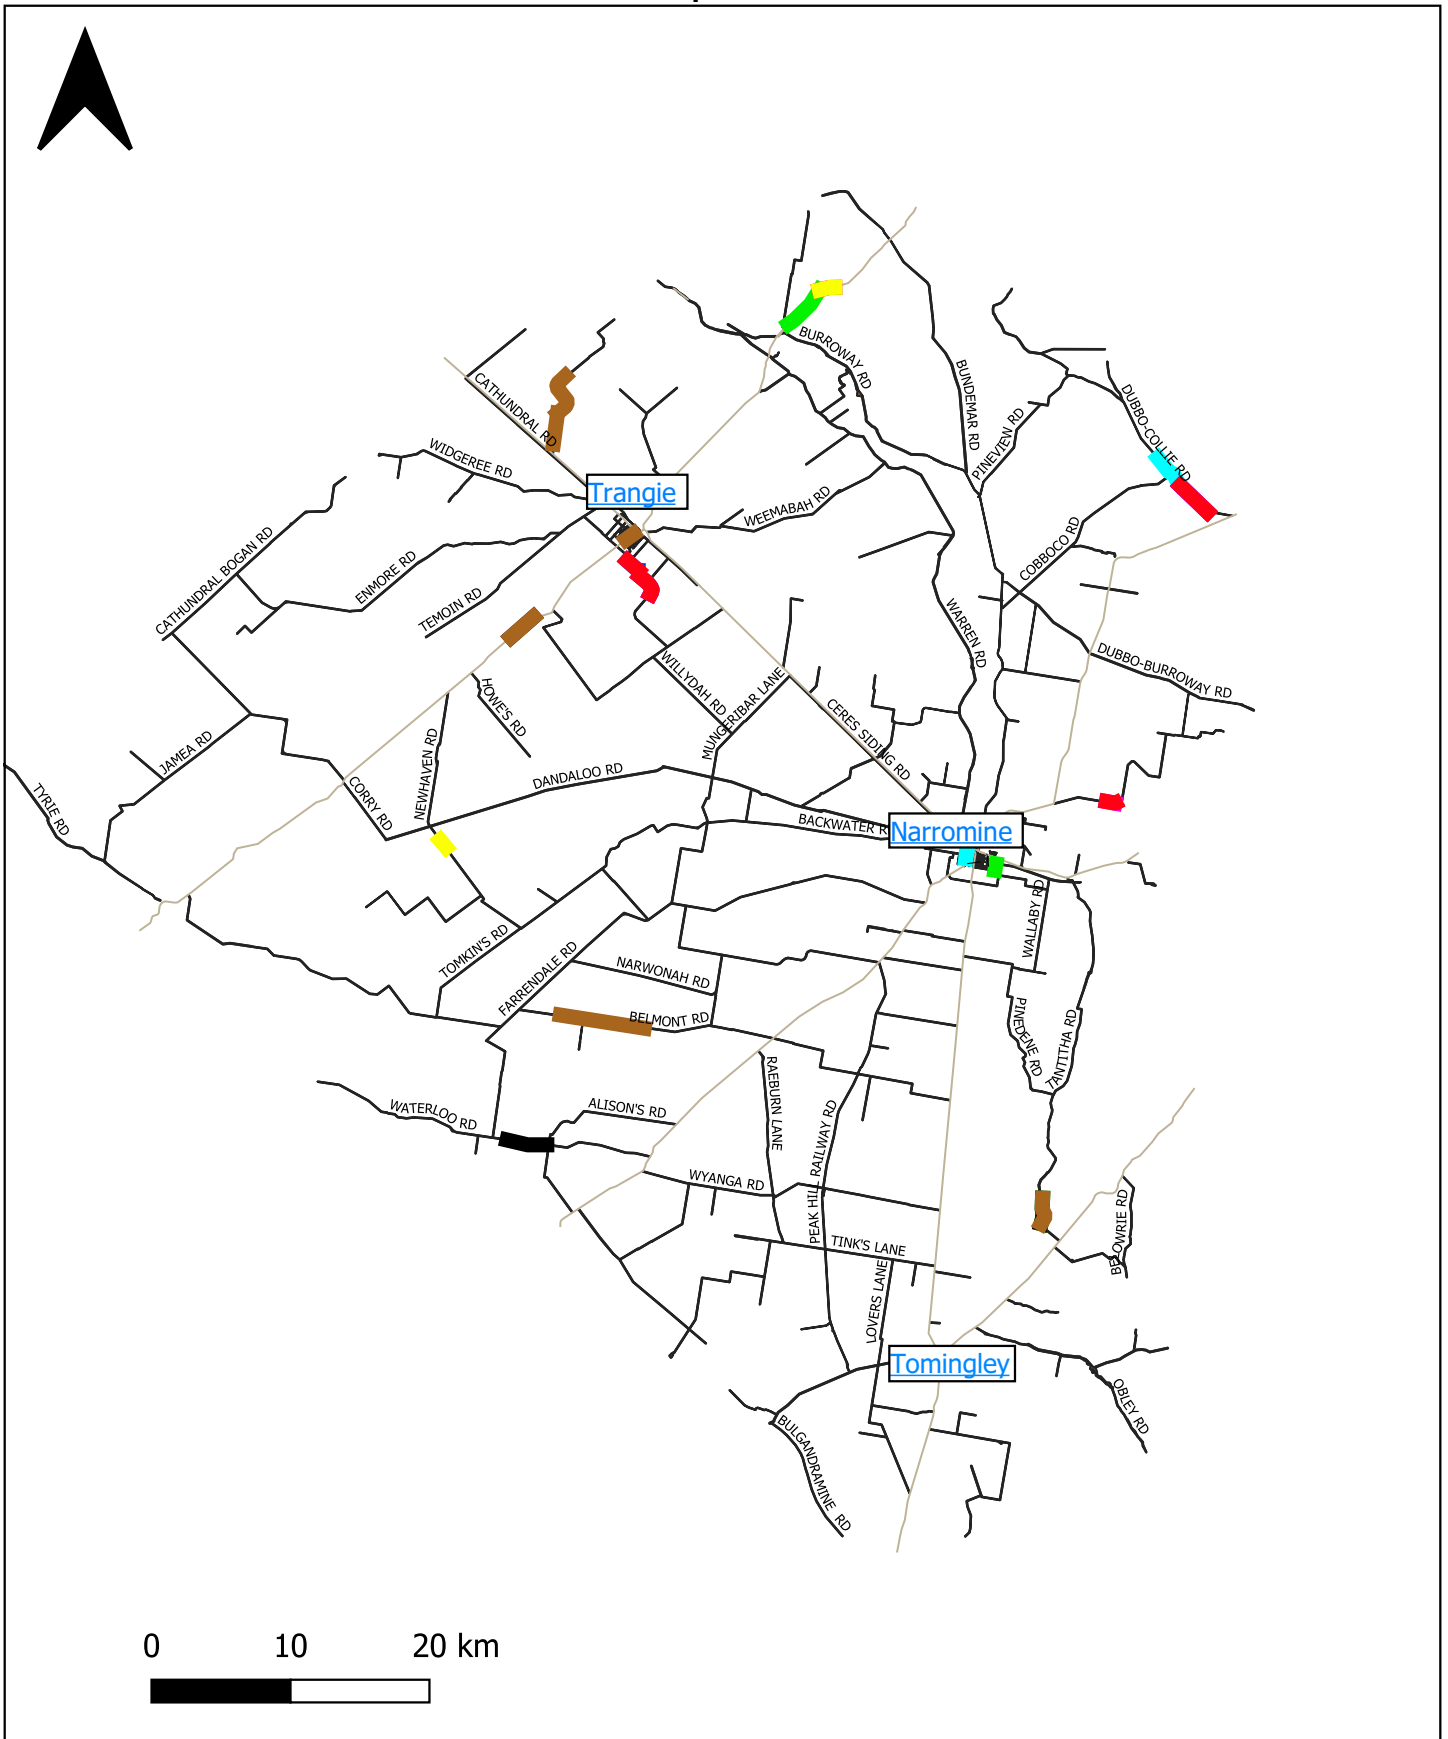 BURROWAY RD
BUNDEMAR RD
CATHUNDRAL RD
DUBBO-COLLIE RD
PINEVIEW RD
WIDGEREE RD
Trangie
WEEMABAH RD
CATHUNDRAL BOGAN RD
ENMORE RD
COBBOCO RD
TEMOIN RD
WARREN RD
DUBBO-BURROWAY RD
WILLYDAH RD
HOWE'S RD
MUNGERIBAR LANE
CERES SIDING RD
JAMEA RD
NEWHAVEN RD
DANDALOO RD
TYRIE RD
CORRY RD
BACKWATER R
Narromine
WALLABY RD
TOMKIN'S RD
FARRENDALE RD
NARWONAH RD
BELMONT RD
PINEDENE RD
TANTITHA RD
RAEBURN LANE
WATERLOO RD
ALISON'S RD
PEAK HILL RAILWAY RD
WYANGA RD
TINK'S LANE
BELOWRIE RD
LOVERS LANE
Tomingley
OBLEY RD
BULGANDRAMINE RD
0 10 20 km